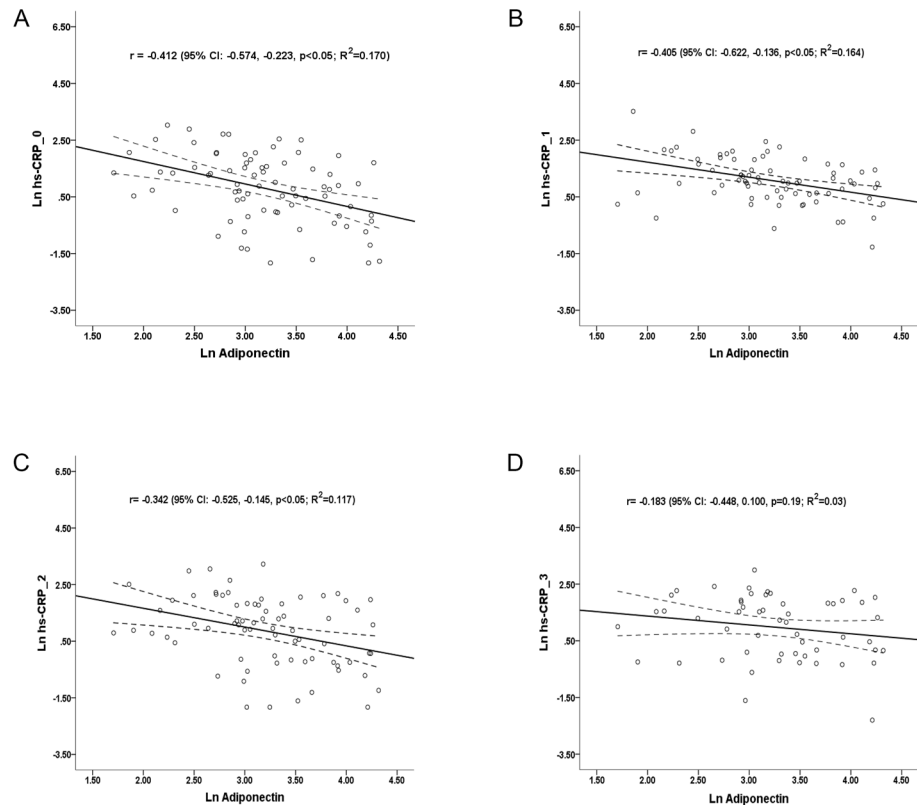 A
6.50
r = -0.412 (95% CI: -0.574, -0.223, p<0.05; R²=0.170)
4.50
2.50
.50
-1.50
-3.50
Ln hs-CRP_0
1.50 2.00 2.50 3.00 3.50 4.00 4.50
Ln Adiponectin
B
6.50
r= -0.405 (95% CI: -0.622, -0.136, p<0.05; R²=0.164)
4.50
2.50
.50
-1.50
-3.50
Ln hs-CRP_1
1.50 2.00 2.50 3.00 3.50 4.00 4.50
Ln Adiponectin
C
6.50
r= -0.342 (95% CI: -0.525, -0.145, p<0.05; R²=0.117)
4.50
2.50
.50
-1.50
-3.50
Ln hs-CRP_2
1.50 2.00 2.50 3.00 3.50 4.00 4.50
Ln Adiponectin
D
6.50
r= -0.183 (95% CI: -0.448, 0.100, p=0.19; R²=0.03)
4.50
2.50
.50
-1.50
-3.50
Ln hs-CRP_3
1.50 2.00 2.50 3.00 3.50 4.00 4.50
Ln Adiponectin